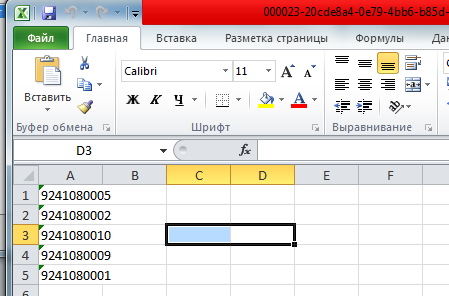 000023-20cde8a4-0e79-4bb6-b85d-
Файл Главная Вставка Разметка страницы Формулы Дан
Вставить Calibri 11 А А
Ж К Ч А
Буфер обмена Шрифт Выравнивание
D3 fx
A B C D E F
1 9241080005
2 9241080002
3 9241080010
4 9241080009
5 9241080001
6